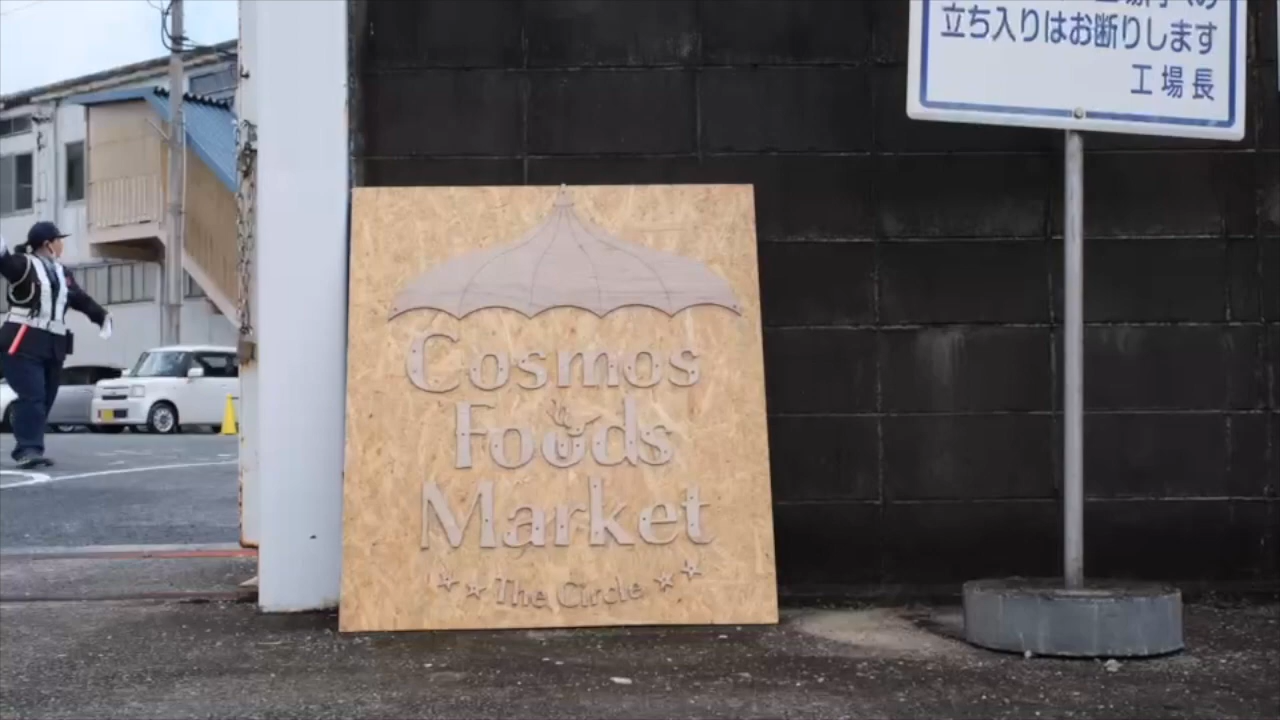 Cosmos
Foods
Market
The Circle
立ち入りはお断りします
工場長